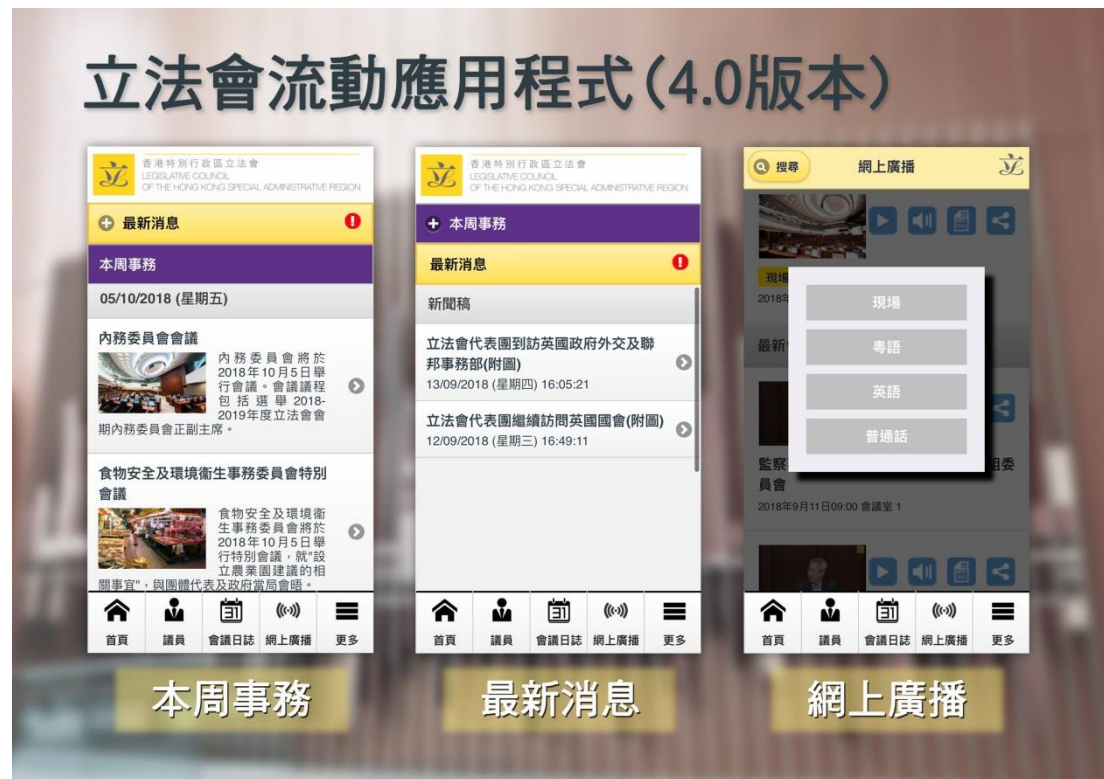 立法會流動應用程式(4.0版本)
香港特別行政區立法會
LEGISLATIVE COUNCIL
OF THE HONG KONG SPECIAL ADMINISTRATIVE REGION
最新消息
本周事務
05/10/2018 (星期五)
內務委員會會議
內務委員會將於
2018年10月5日舉
行會議。會議議程
包括選舉2018-
2019年度立法會會
期內務委員會正副主席。
食物安全及環境衞生事務委員會特別
會議
食物安全及環境衞
生事務委員會將於
2018年10月5日舉
行特別會議，就"設
立農業園建議的相
關事宜"，與團體代表及政府當局會晤。
首頁 議員 會議日誌 網上廣播 更多
本周事務
香港特別行政區立法會
LEGISLATIVE COUNCIL
OF THE HONG KONG SPECIAL ADMINISTRATIVE REGION
本周事務
最新消息
新聞稿
立法會代表團到訪英國政府外交及聯
邦事務部(附圖)
13/09/2018 (星期四) 16:05:21
立法會代表團繼續訪問英國國會(附圖)
12/09/2018 (星期三) 16:49:11
首頁 議員 會議日誌 網上廣播 更多
最新消息
搜尋 網上廣播
現場
2018年
最新
現場
粵語
英語
普通話
監察 組委
員會
2018年9月11日09:00 會議室 1
首頁 議員 會議日誌 網上廣播 更多
網上廣播